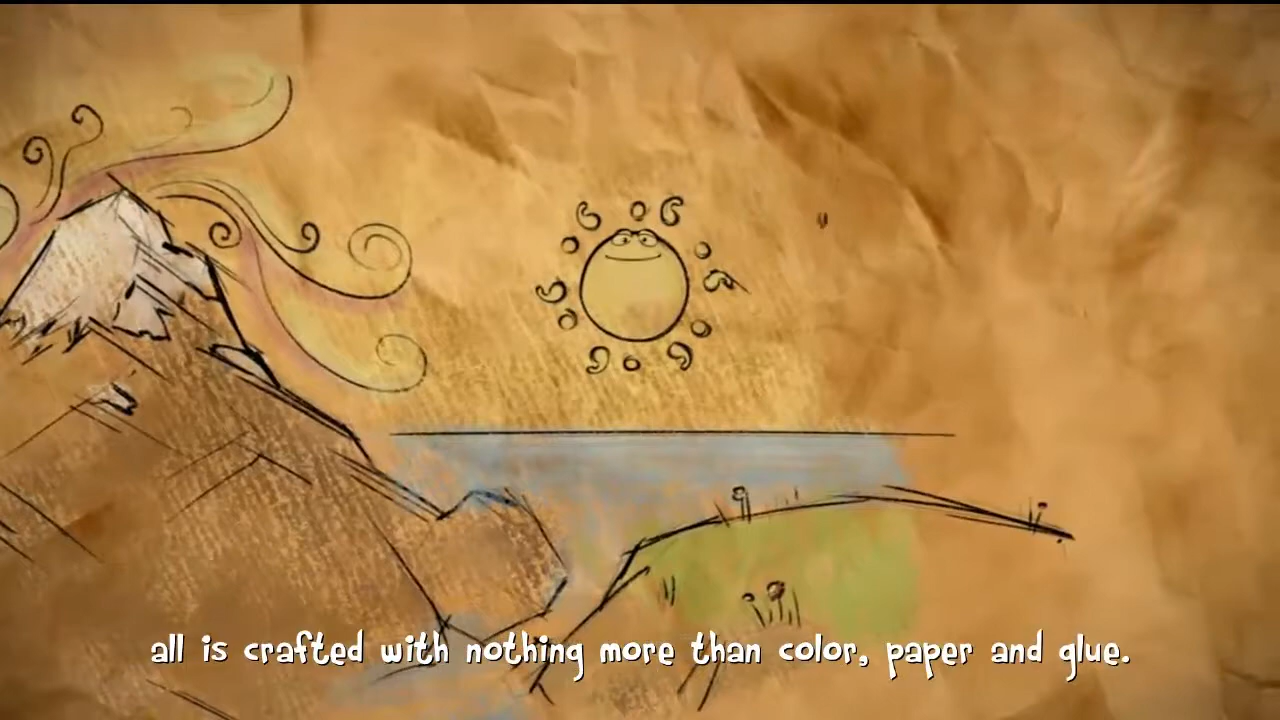 all is crafted with nothing more than color, paper and glue.